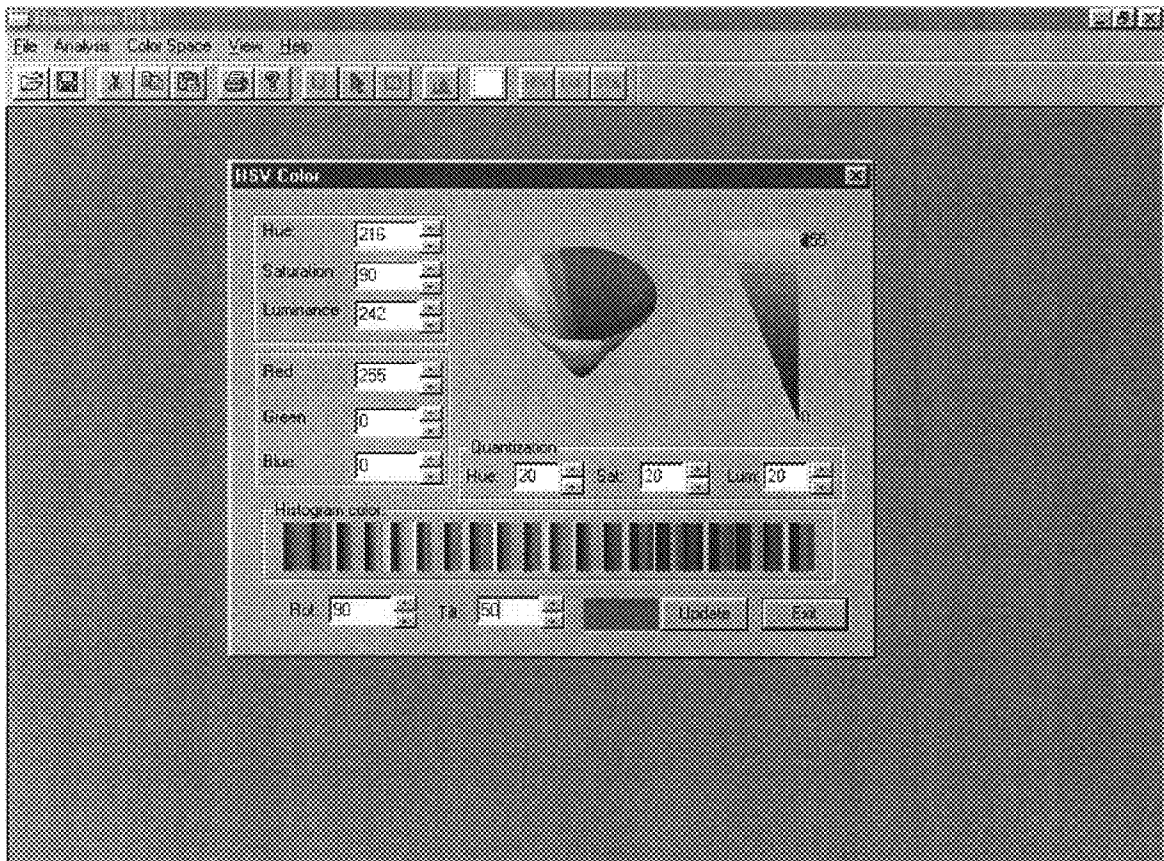 File Analysis Color Space View Help
HSV Color
Hue 216
Saturation 90
Luminance 242
Red 255
Green 0
Blue 0
Quantization
Hue: 20 Sat: 20 Lum: 20
Histogram color
Rot: 90 Tilt: 50 Update Exit